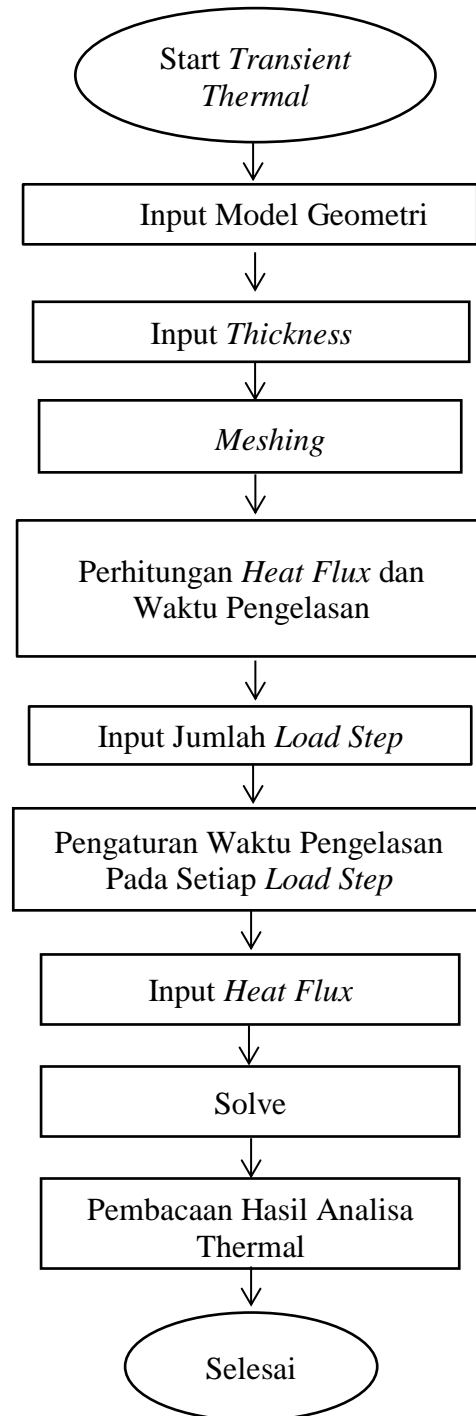 Start Transient
Thermal
Input Model Geometri
Input Thickness
Meshing
Perhitungan Heat Flux dan
Waktu Pengelasan
Input Jumlah Load Step
Pengaturan Waktu Pengelasan
Pada Setiap Load Step
Input Heat Flux
Solve
Pembacaan Hasil Analisa
Thermal
Selesai